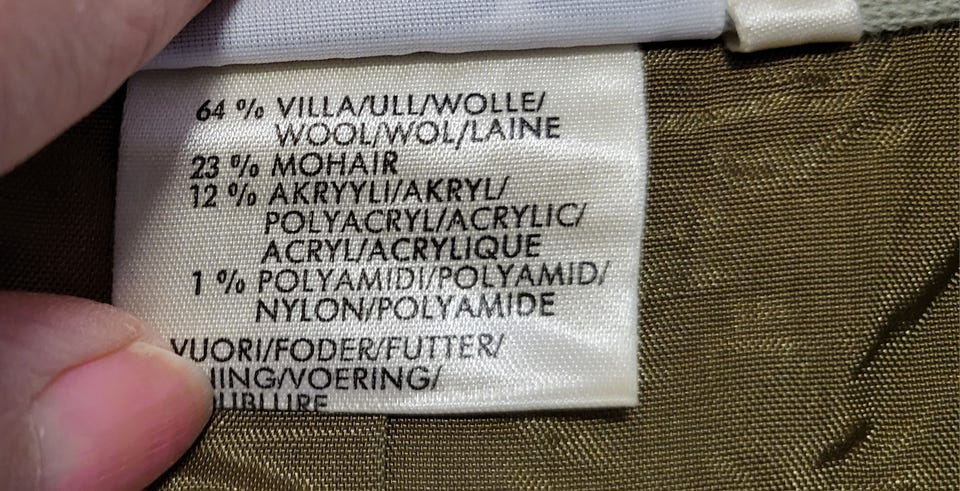 64 % VILLA/ULL/WOLLE/
WOOL/WOL/LAINE
23 % MOHAIR
12 % AKRYYLI/AKRYL/
POLYACRYL/ACRYLIC/
ACRYL/ACRYLIQUE
1 % POLYAMIDI/POLYAMID/
NYLON/POLYAMIDE
VUORI/FODER/FUTTER/
VOERING/